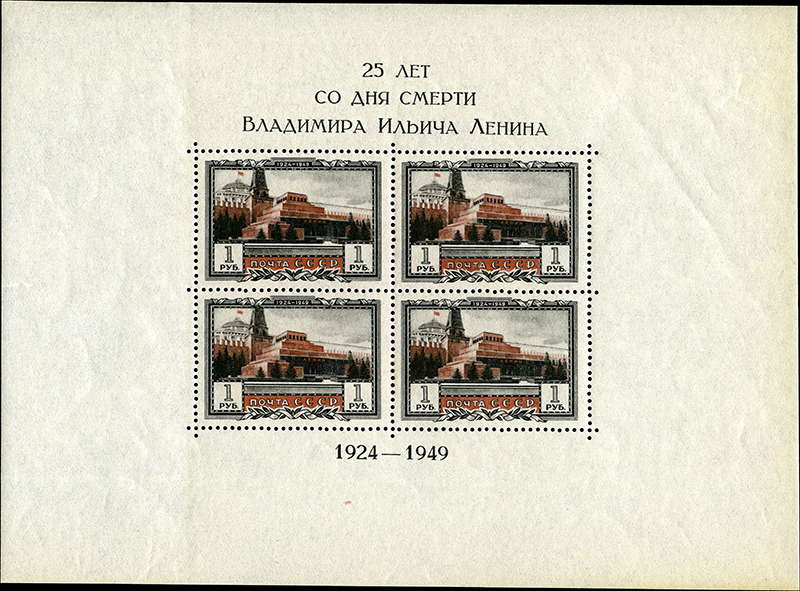 25 ЛЕТ
СО ДНЯ СМЕРТИ
ВЛАДИМИРА ИЛЬИЧА ЛЕНИНА
1924-1949
1924-1949
1 РУБ. ПОЧТА СССР 1 РУБ.
1 РУБ. ПОЧТА СССР 1 РУБ.
1924-1949
1924-1949
1 РУБ. ПОЧТА СССР 1 РУБ.
1 РУБ. ПОЧТА СССР 1 РУБ.
1924—1949